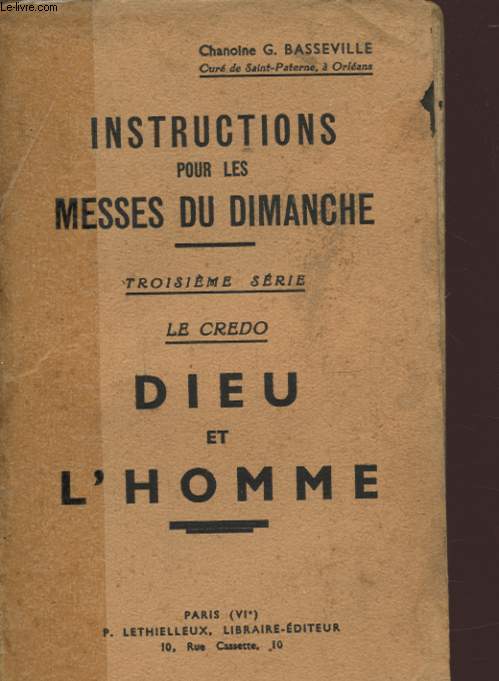 Le-livre.com
Chanoine G. BASSEVILLE
Curé de Saint-Paterne, à Orléans
INSTRUCTIONS
POUR LES
MESSES DU DIMANCHE
TROISIÈME SÉRIE
LE CREDO
DIEU
ET
L'HOMME
PARIS (VIe)
P. LETHIELLEUX, LIBRAIRE-ÉDITEUR
10, Rue Cassette, 10